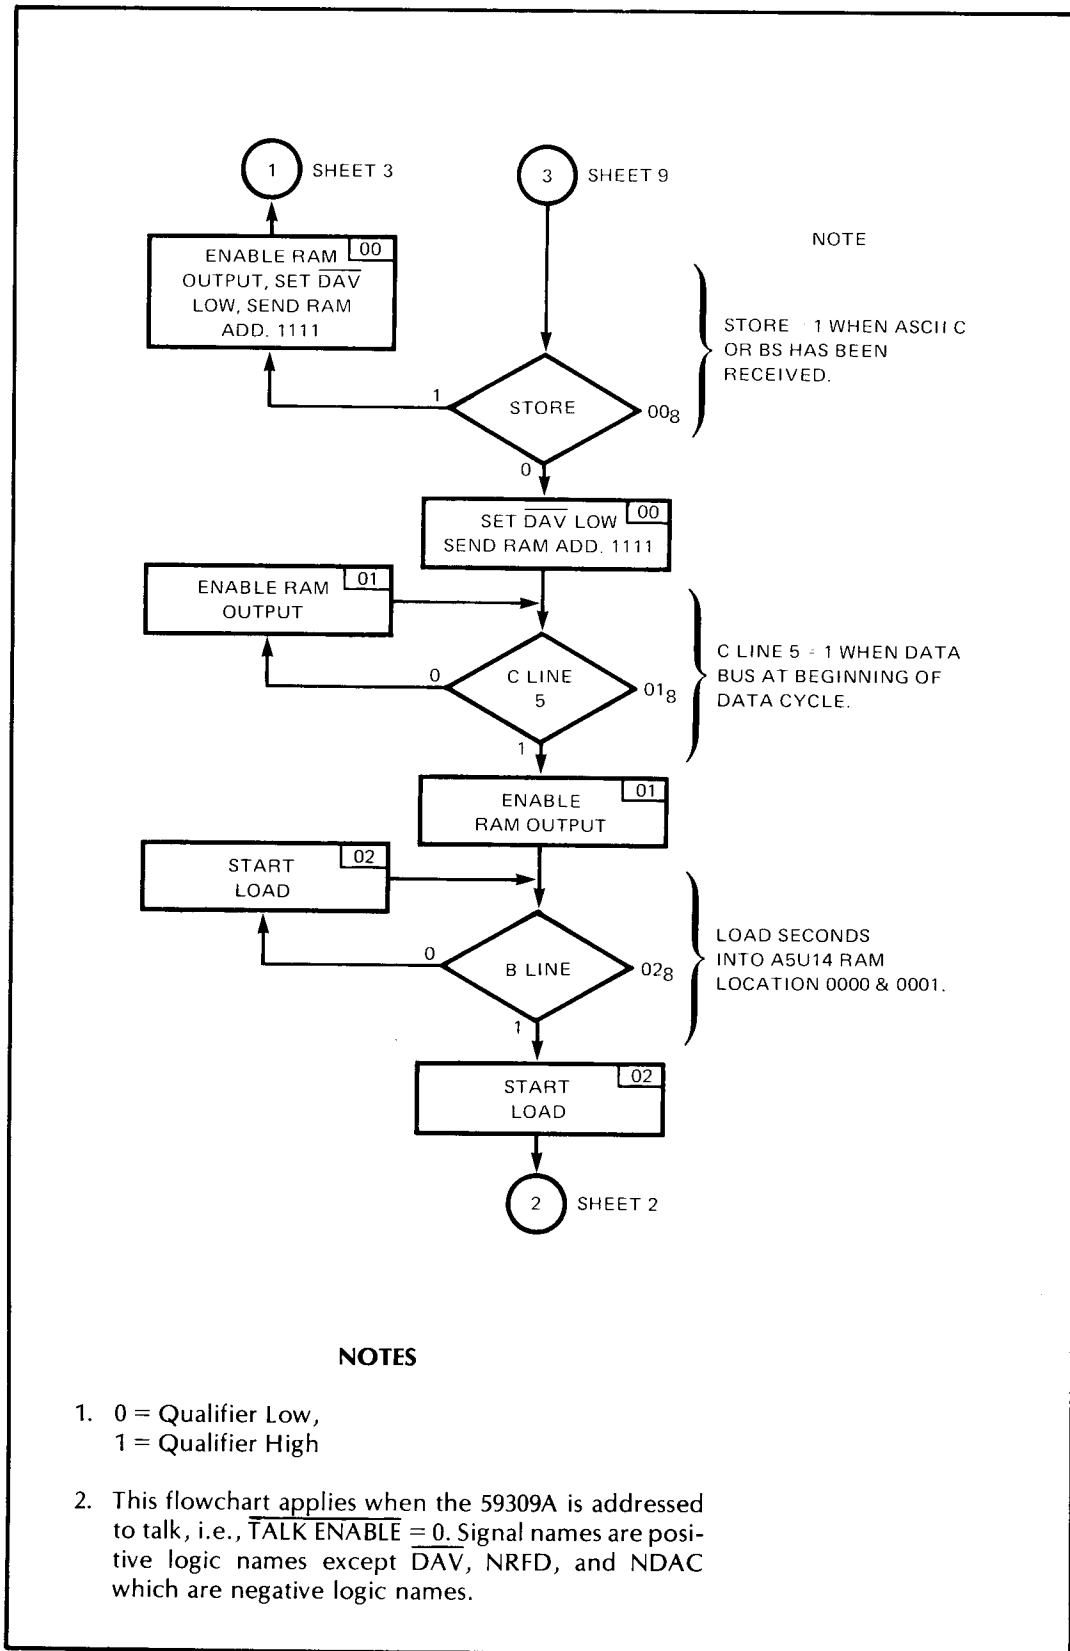 1 SHEET 3
3 SHEET 9
NOTE
00
ENABLE RAM
OUTPUT, SET D̅A̅V̅
LOW, SEND RAM
ADD. 1111
STORE 1 WHEN ASCII C
OR BS HAS BEEN
RECEIVED.
1
STORE
00₈
0
00
SET D̅A̅V̅ LOW
SEND RAM ADD. 1111
01
ENABLE RAM
OUTPUT
0
C LINE
5
01₈
C LINE 5 = 1 WHEN DATA
BUS AT BEGINNING OF
DATA CYCLE.
1
01
ENABLE
RAM OUTPUT
02
START
LOAD
0
B LINE
02₈
LOAD SECONDS
INTO A5U14 RAM
LOCATION 0000 & 0001.
1
02
START
LOAD
2 SHEET 2
NOTES
1. 0 = Qualifier Low,
1 = Qualifier High
2. This flowchart applies when the 59309A is addressed
to talk, i.e., T̅A̅L̅K̅ ̅E̅N̅A̅B̅L̅E̅ = 0. Signal names are posi-
tive logic names except D̅A̅V̅, NRFD, and NDAC
which are negative logic names.